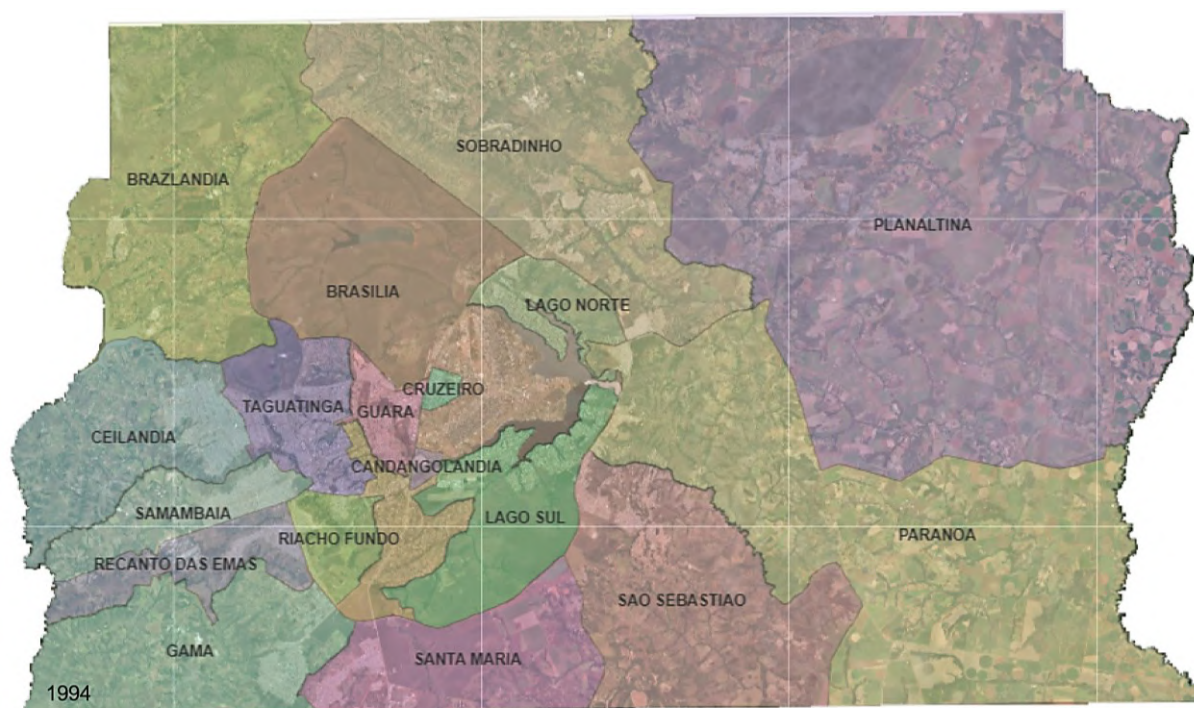 SOBRADINHO
BRAZLANDIA
PLANALTINA
BRASILIA
LAGO NORTE
CRUZEIRO
TAGUATINGA
GUARA
CEILANDIA
CANDANGOLANDIA
SAMAMBAIA
LAGO SUL
RIACHO FUNDO
PARANOA
RECANTO DAS EMAS
SAO SEBASTIAO
GAMA
SANTA MARIA
1994